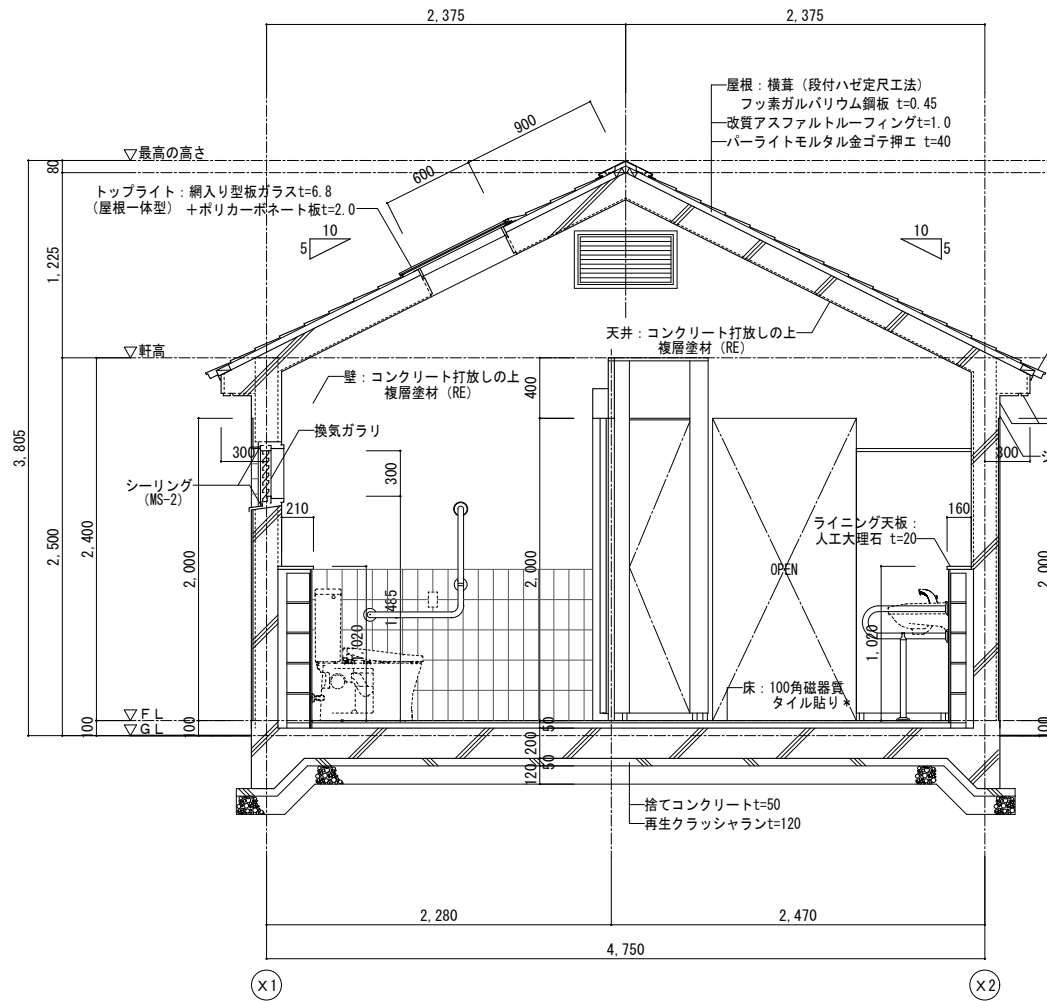 2,375
2,375
屋根：横葺（段付ハゼ定尺工法）
フッ素ガルバリウム鋼板 t=0.45
改質アスファルトルーフィングt=1.0
パーライトモルタル金ゴテ押エ t=40
900
600
▽最高の高さ
80
トップライト：網入り型板ガラスt=6.8
（屋根一体型）＋ポリカーボネート板t=2.0
10
5
10
5
1,225
天井：コンクリート打放しの上
複層塗材（RE）
▽軒高
壁：コンクリート打放しの上
複層塗材（RE）
400
換気ガラリ
300
300
300
シ
シーリング
(MS-2)
3,805
2,500
2,400
2,000
210
160
ライニング天板：
人工大理石 t=20
2,000
OPEN
2,000
1,485
1,020
1,020
床：100角磁器質
タイル貼り*
▽FL
▽GL
100
100
100
50
200
50
120
捨てコンクリートt=50
再生クラッシャランt=120
2,280
2,470
4,750
X1
X2